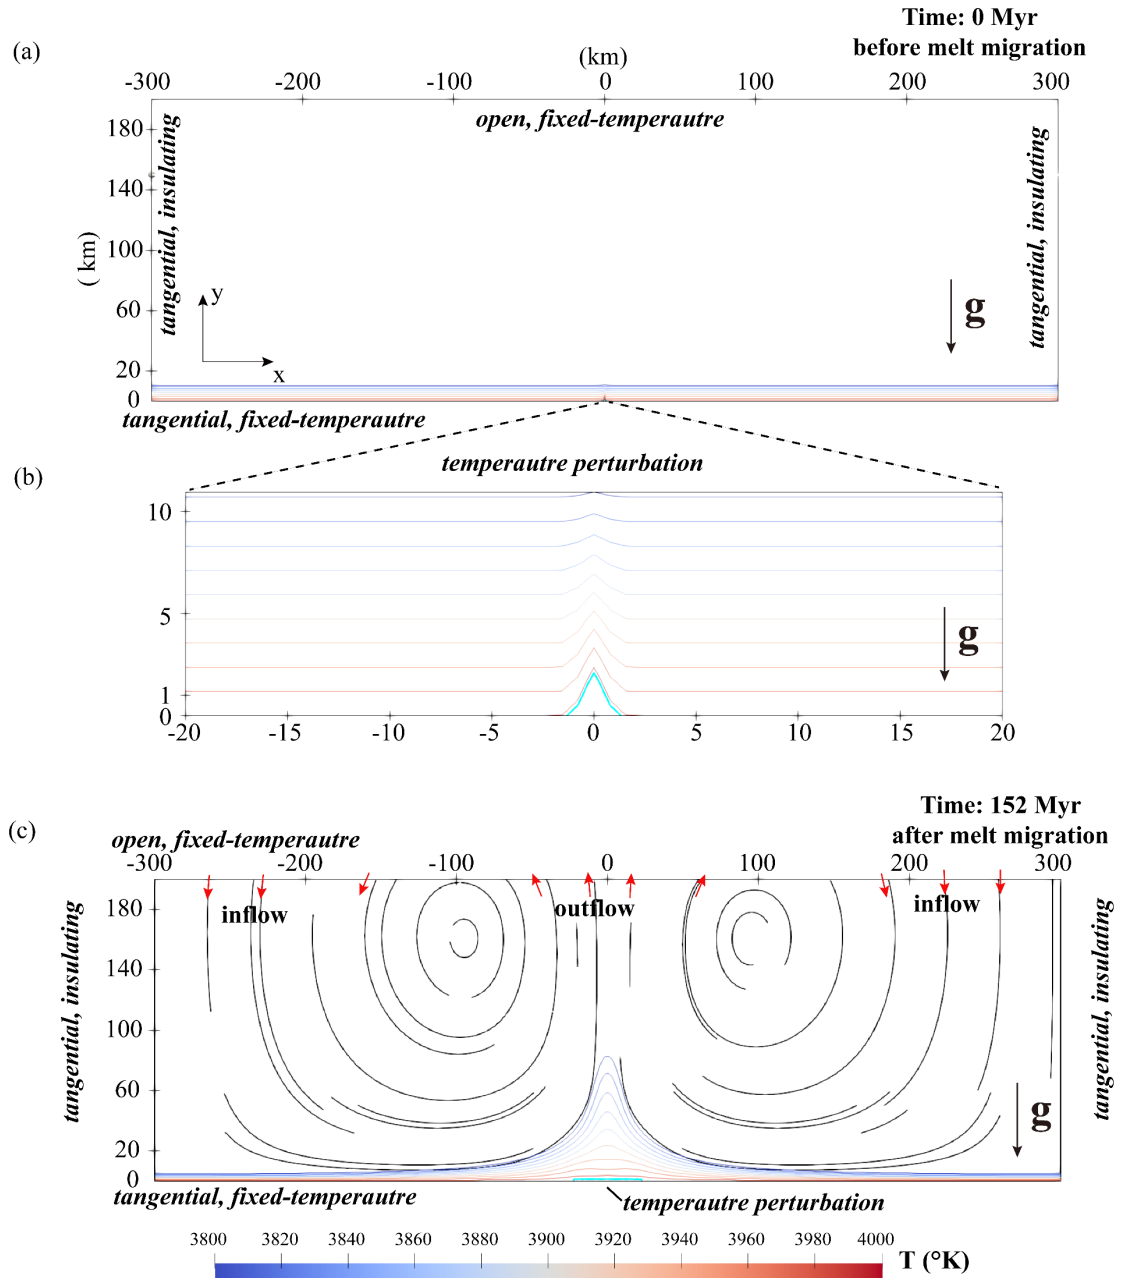 Time: 0 Myr
before melt migration
(a)
(km)
-300 -200 -100 0 100 200 300
open, fixed-temperautre
180
140
100
60
20
0
( km)
tangential, insulating
tangential, insulating
y
x
g
tangential, fixed-temperautre
temperautre perturbation
(b)
10
5
1
0
g
-20 -15 -10 -5 0 5 10 15 20
Time: 152 Myr
after melt migration
(c)
open, fixed-temperautre
-300 -200 -100 0 100 200 300
inflow
outflow
inflow
180
140
100
60
20
0
tangential, insulating
tangential, insulating
g
tangential, fixed-temperautre
temperautre perturbation
3800 3820 3840 3860 3880 3900 3920 3940 3960 3980 4000
T (°K)